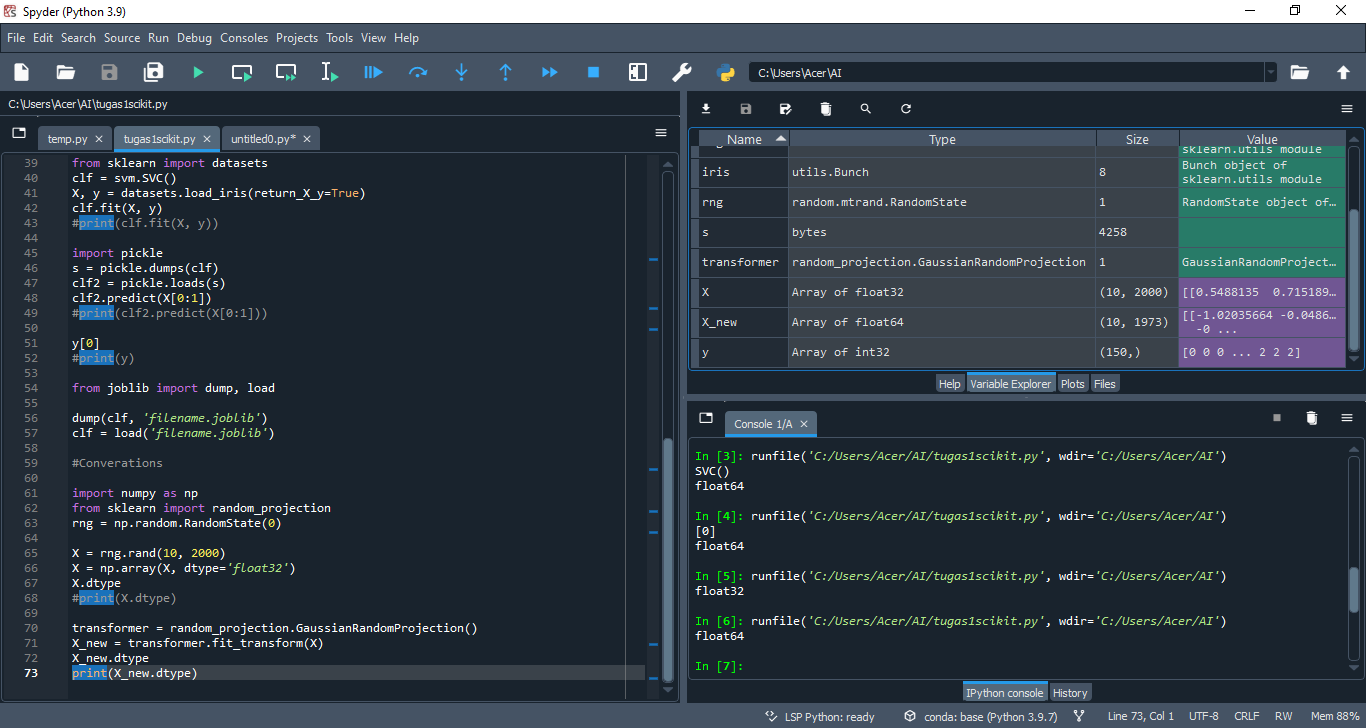 Spyder (Python 3.9)
File Edit Search Source Run Debug Consoles Projects Tools View Help
C:\Users\Acer\AI
C:\Users\Acer\AI\tugas1scikit.py
temp.py
tugas1scikit.py
untitled0.py*
39 from sklearn import datasets
40 clf = svm.SVC()
41 X, y = datasets.load_iris(return_X_y=True)
42 clf.fit(X, y)
43 #print(clf.fit(X, y))
44
45 import pickle
46 s = pickle.dumps(clf)
47 clf2 = pickle.loads(s)
48 clf2.predict(X[0:1])
49 #print(clf2.predict(X[0:1]))
50
51 y[0]
52 #print(y)
53
54 from joblib import dump, load
55
56 dump(clf, 'filename.joblib')
57 clf = load('filename.joblib')
58
59 #Converations
60
61 import numpy as np
62 from sklearn import random_projection
63 rng = np.random.RandomState(0)
64
65 X = rng.rand(10, 2000)
66 X = np.array(X, dtype='float32')
67 X.dtype
68 #print(X.dtype)
69
70 transformer = random_projection.GaussianRandomProjection()
71 X_new = transformer.fit_transform(X)
72 X_new.dtype
73 print(X_new.dtype)
Name Type Size Value
sklearn.utils module
iris utils.Bunch 8 Bunch object of
sklearn.utils module
rng random.mtrand.RandomState 1 RandomState object of…
s bytes 4258
transformer random_projection.GaussianRandomProjection 1 GaussianRandomProject…
X Array of float32 (10, 2000) [[0.5488135 0.715189…
X_new Array of float64 (10, 1973) [[-1.02035664 -0.0486…
-0 ...
y Array of int32 (150,) [0 0 0 ... 2 2 2]
Help Variable Explorer Plots Files
Console 1/A
In [3]: runfile('C:/Users/Acer/AI/tugas1scikit.py', wdir='C:/Users/Acer/AI')
SVC()
float64
In [4]: runfile('C:/Users/Acer/AI/tugas1scikit.py', wdir='C:/Users/Acer/AI')
[0]
float64
In [5]: runfile('C:/Users/Acer/AI/tugas1scikit.py', wdir='C:/Users/Acer/AI')
float32
In [6]: runfile('C:/Users/Acer/AI/tugas1scikit.py', wdir='C:/Users/Acer/AI')
float64
In [7]:
IPython console History
LSP Python: ready conda: base (Python 3.9.7) Line 73, Col 1 UTF-8 CRLF RW Mem 88%